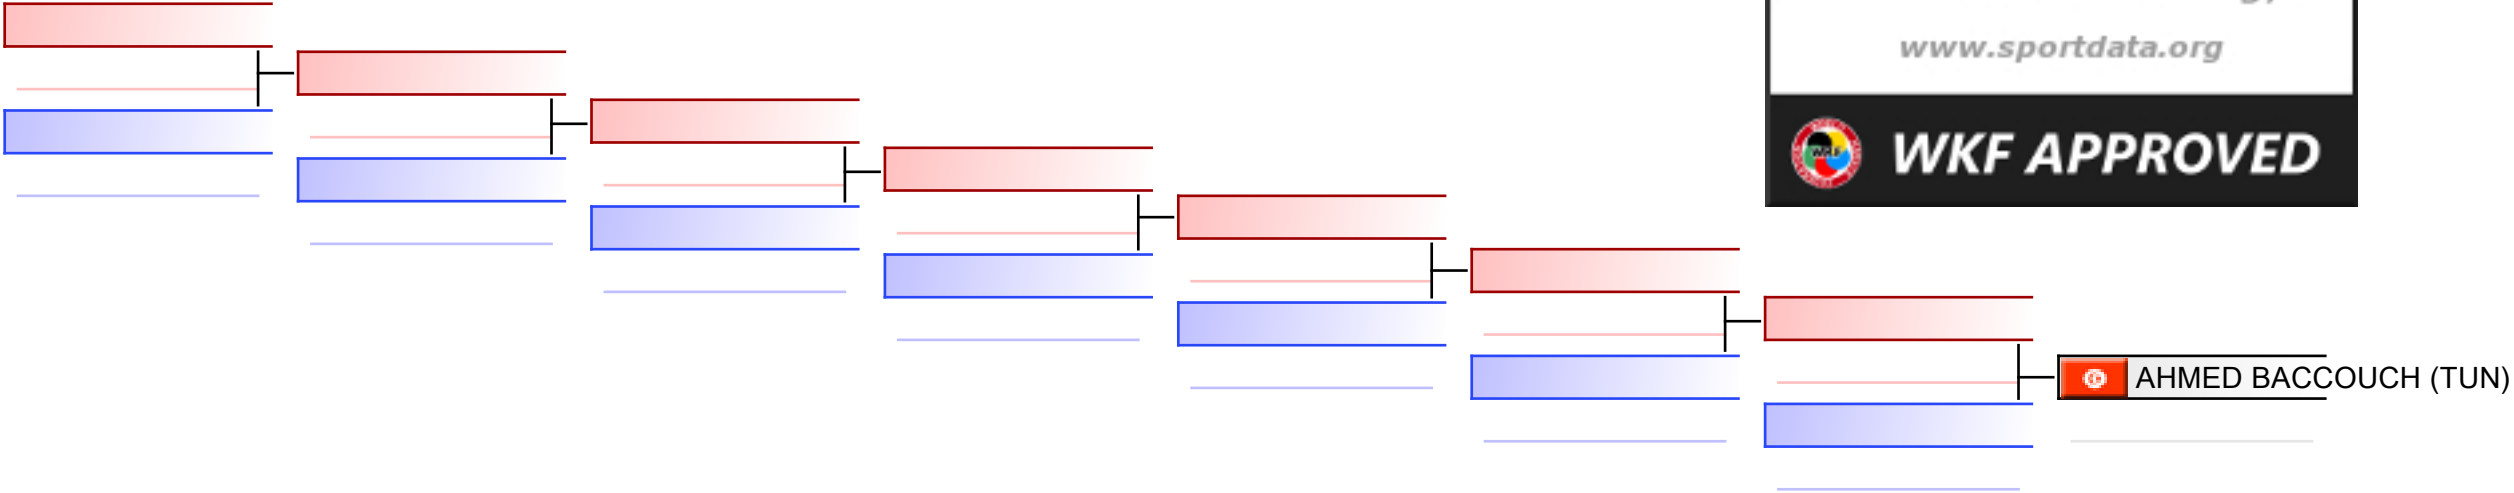 www.sportdata.org
WKF APPROVED
AHMED BACCOUCH (TUN)